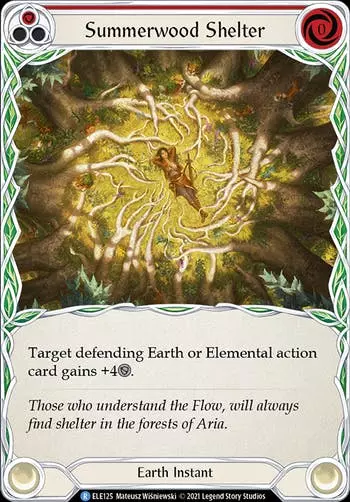 Summerwood Shelter
0
Target defending Earth or Elemental action
card gains +4.
Those who understand the Flow, will always
find shelter in the forests of Aria.
Earth Instant
R ELE125 Mateusz Wiśniewski © 2021 Legend Story Studios